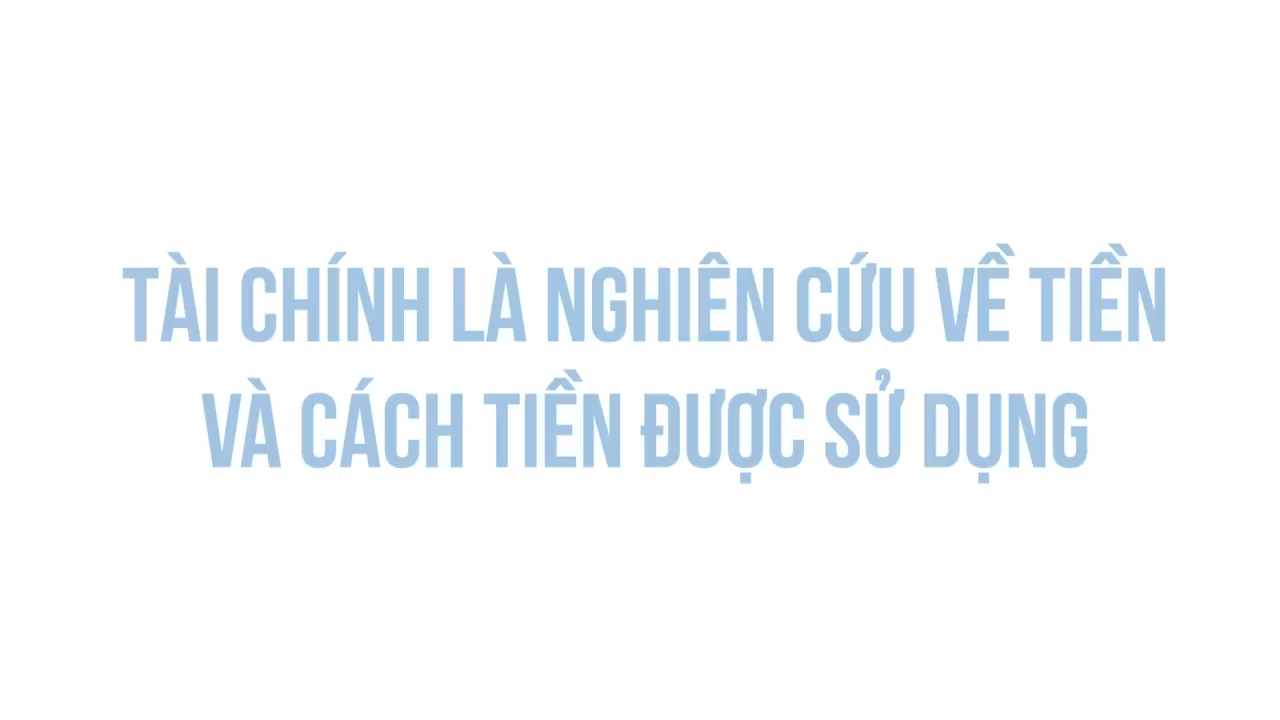 TÀI CHÍNH LÀ NGHIÊN CỨU VỀ TIỀN
VÀ CÁCH TIỀN ĐƯỢC SỬ DỤNG